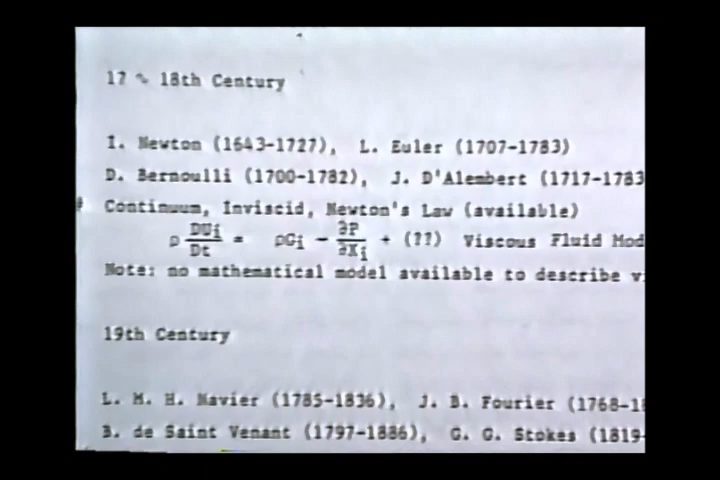 17 ~ 18th Century
I. Newton (1643-1727), L. Euler (1707-1783)
D. Bernoulli (1700-1782), J. D'Alembert (1717-1783
Continuum, Inviscid, Newton's Law (available)
ρ DUi/Dt = ρGi - ∂P/∂Xi + (??) Viscous Fluid Mod
Note: no mathematical model available to describe v
19th Century
L. M. H. Navier (1785-1836), J. B. Fourier (1768-18
B. de Saint Venant (1797-1886), G. G. Stokes (1819-